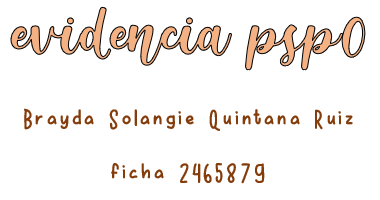 evidencia psp0
Brayda Solangie Quintana Ruiz
ficha 2465879